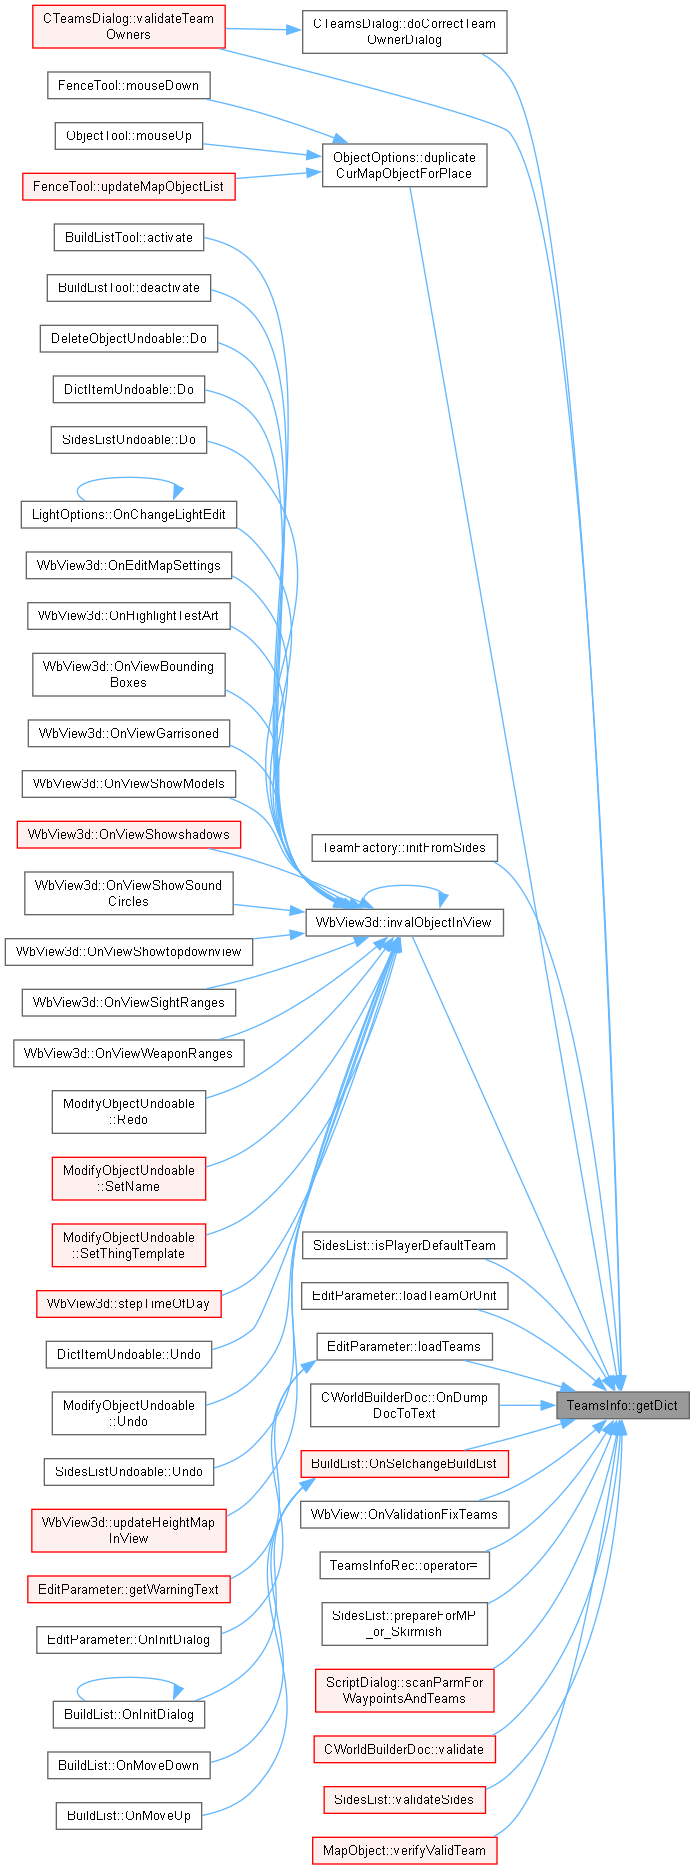 CTeamsDialog::validateTeam
Owners
CTeamsDialog::doCorrectTeam
OwnerDialog
FenceTool::mouseDown
ObjectTool::mouseUp
ObjectOptions::duplicate
CurMapObjectForPlace
FenceTool::updateMapObjectList
BuildListTool::activate
BuildListTool::deactivate
DeleteObjectUndoable::Do
DictItemUndoable::Do
SidesListUndoable::Do
LightOptions::OnChangeLightEdit
WbView3d::OnEditMapSettings
WbView3d::OnHighlightTestArt
WbView3d::OnViewBounding
Boxes
WbView3d::OnViewGarrisoned
WbView3d::OnViewShowModels
WbView3d::OnViewShowshadows
TeamFactory::initFromSides
WbView3d::OnViewShowSound
Circles
WbView3d::invalObjectInView
WbView3d::OnViewShowtopdownview
WbView3d::OnViewSightRanges
WbView3d::OnViewWeaponRanges
ModifyObjectUndoable
::Redo
ModifyObjectUndoable
::SetName
ModifyObjectUndoable
::SetThingTemplate
SidesList::isPlayerDefaultTeam
WbView3d::stepTimeOfDay
EditParameter::loadTeamOrUnit
DictItemUndoable::Undo
EditParameter::loadTeams
ModifyObjectUndoable
::Undo
CWorldBuilderDoc::OnDump
DocToText
TeamsInfo::getDict
SidesListUndoable::Undo
BuildList::OnSelchangeBuildList
WbView3d::updateHeightMap
InView
WbView::OnValidationFixTeams
EditParameter::getWarningText
TeamsInfoRec::operator=
EditParameter::OnInitDialog
SidesList::prepareForMP
_or_Skirmish
BuildList::OnInitDialog
ScriptDialog::scanParmFor
WaypointsAndTeams
BuildList::OnMoveDown
CWorldBuilderDoc::validate
BuildList::OnMoveUp
SidesList::validateSides
MapObject::verifyValidTeam